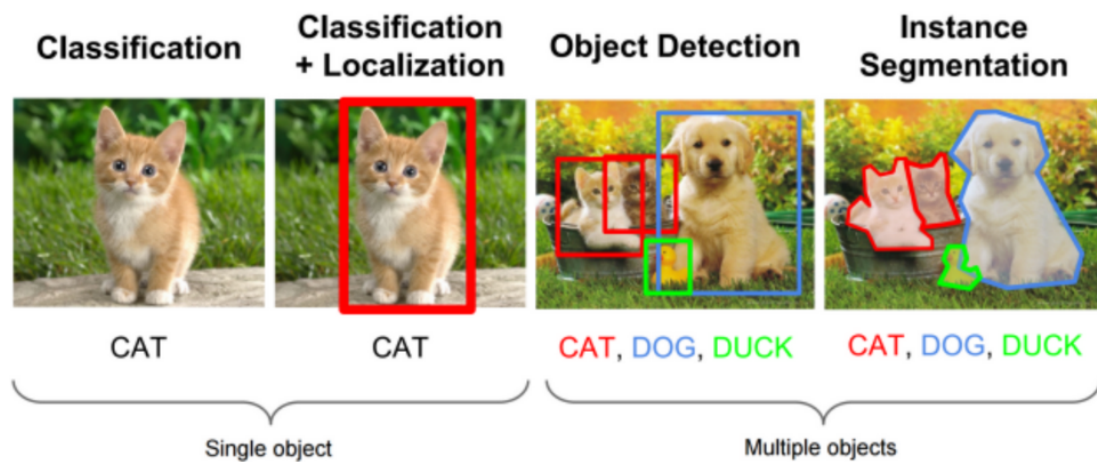 Classification
Classification
+ Localization
Object Detection
Instance
Segmentation
CAT
CAT
CAT, DOG, DUCK
CAT, DOG, DUCK
Single object
Multiple objects